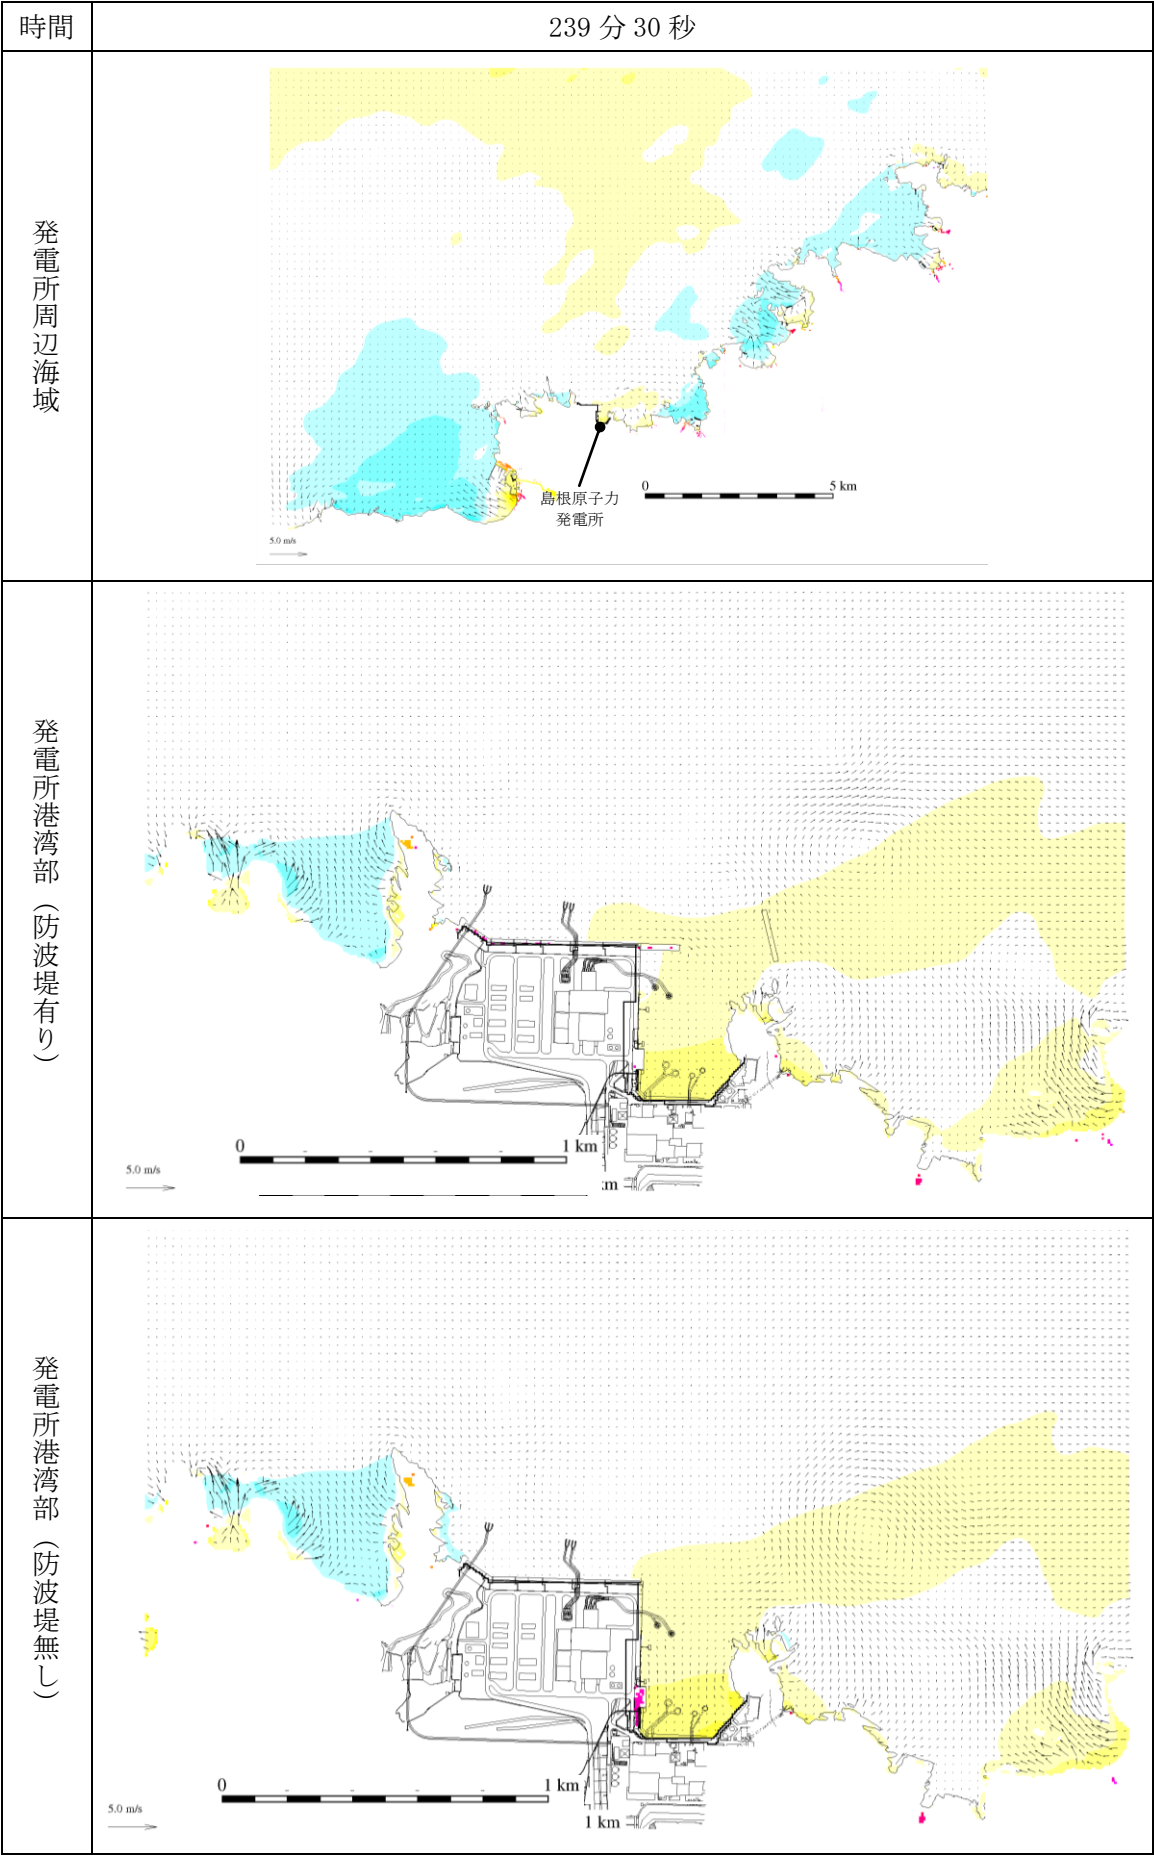 時間
239 分 30 秒
発電所周辺海域
0
5 km
島根原子力
発電所
5.0 m/s
発電所港湾部（防波堤有り）
0
1 km
5.0 m/s
km
発電所港湾部（防波堤無し）
0
1 km
5.0 m/s
1 km